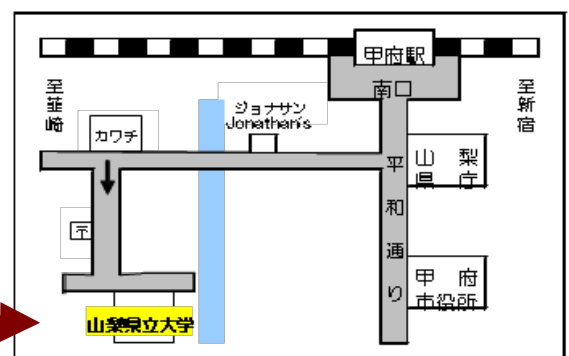 甲府駅
南口
至韮崎
至新宿
ジョナサン
Jonathan's
カワチ
山梨県庁
平和通り
〒
甲府市役所
山梨県立大学